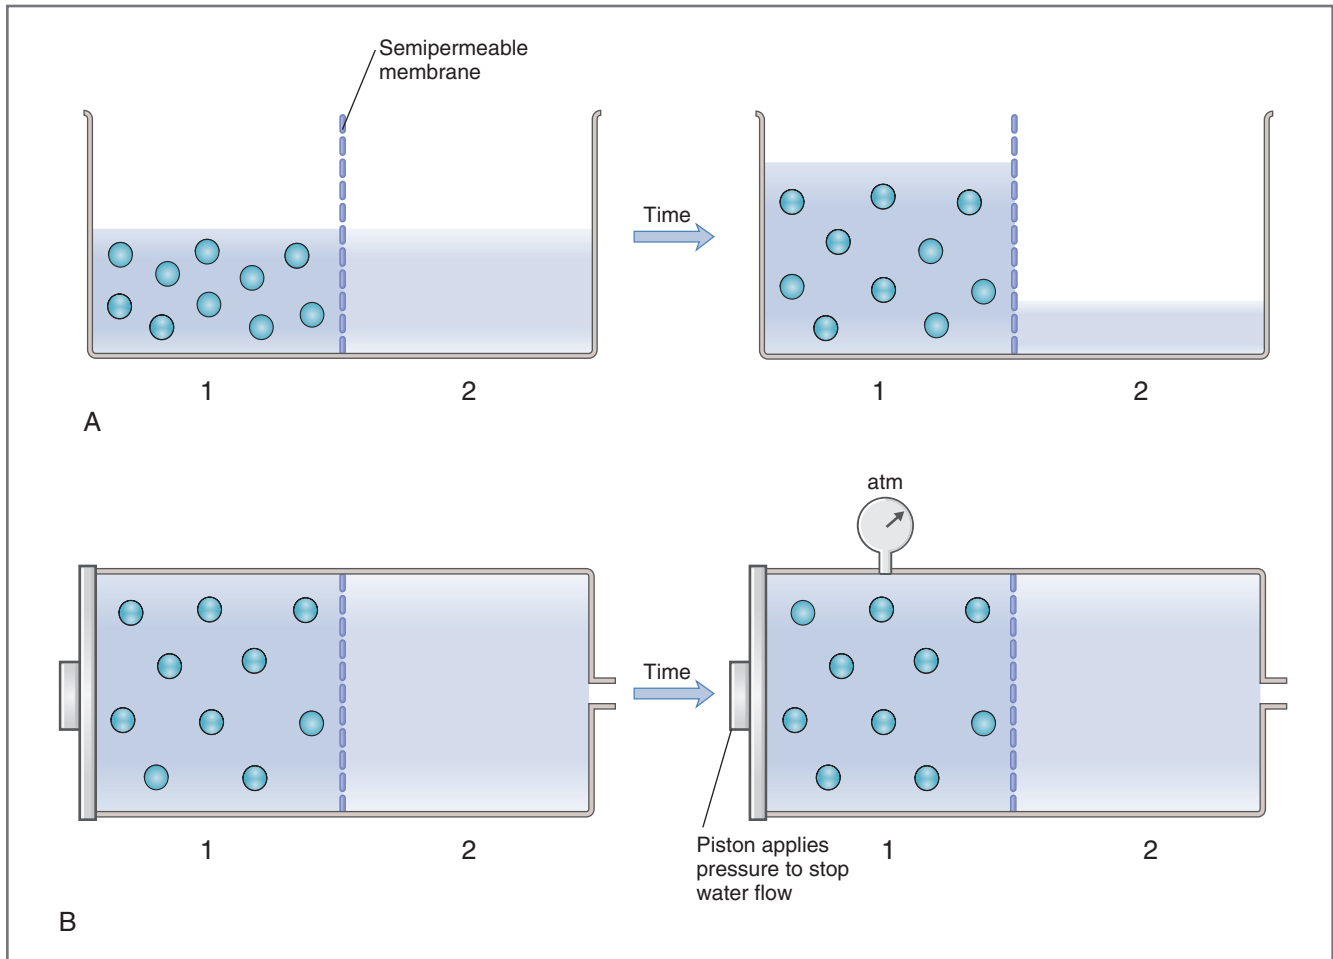 Semipermeable
membrane
Time
1
2
1
2
A
atm
Time
1
2
Piston applies
pressure to stop
water flow
1
2
B